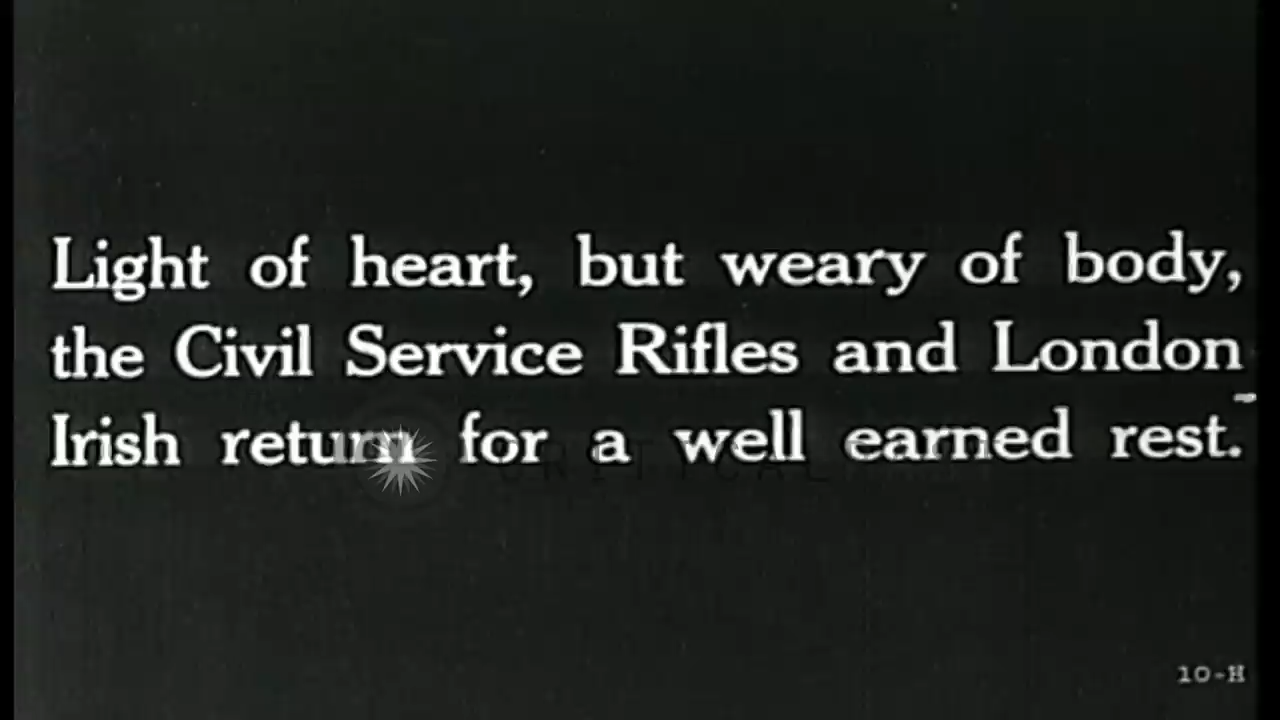 Light of heart, but weary of body,
the Civil Service Rifles and London
Irish return for a well earned rest.
CRITICAL
10-H